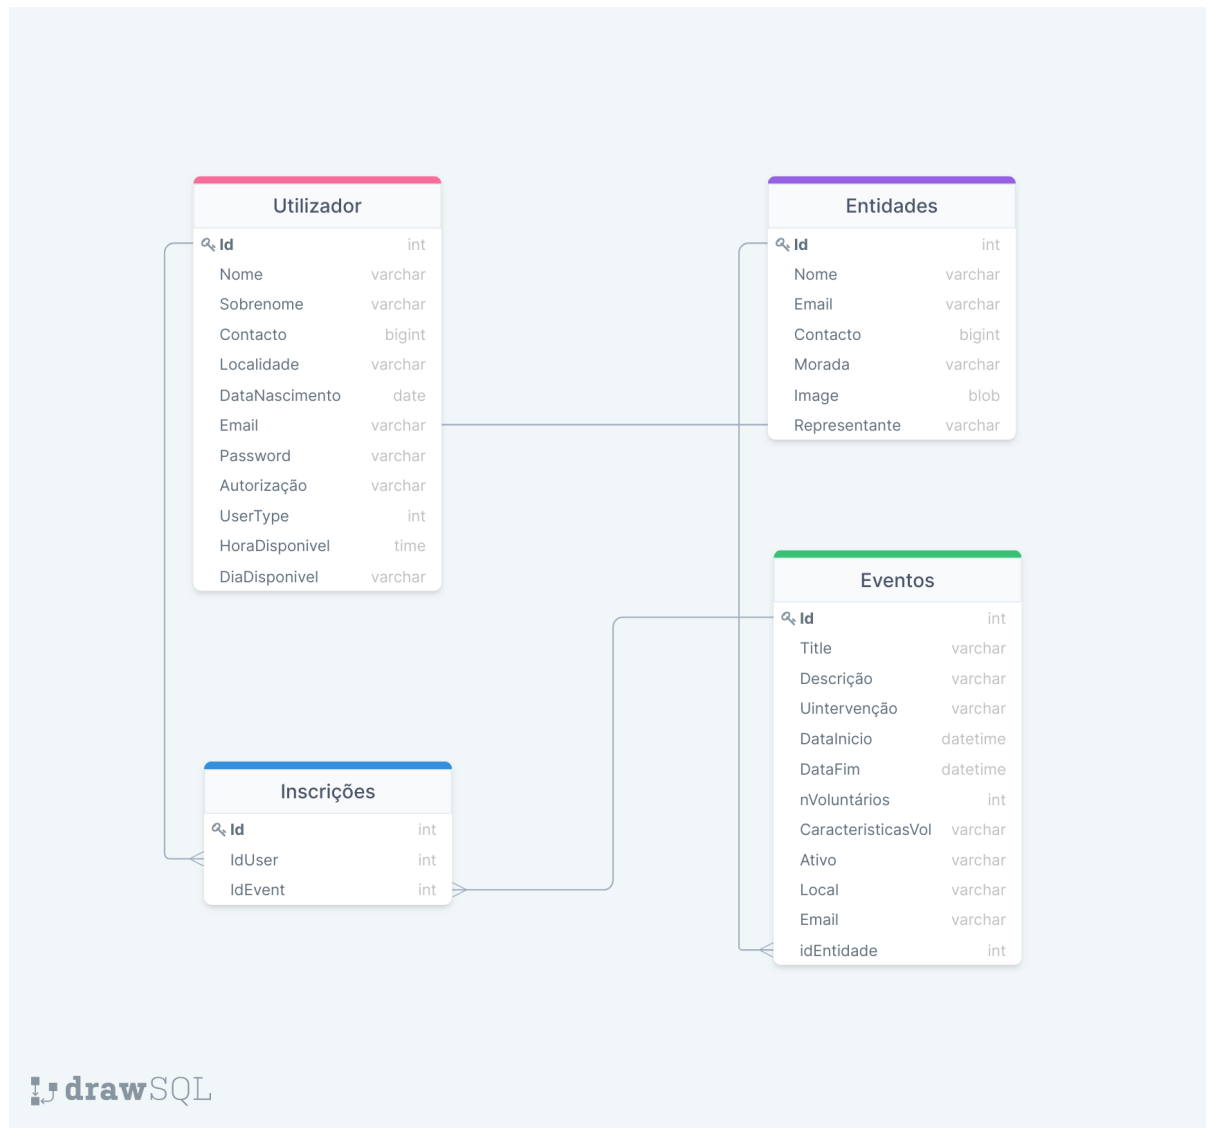 Utilizador
Id int
Nome varchar
Sobrenome varchar
Contacto bigint
Localidade varchar
DataNascimento date
Email varchar
Password varchar
Autorização varchar
UserType int
HoraDisponivel time
DiaDisponivel varchar
Entidades
Id int
Nome varchar
Email varchar
Contacto bigint
Morada varchar
Image blob
Representante varchar
Inscrições
Id int
IdUser int
IdEvent int
Eventos
Id int
Title varchar
Descrição varchar
Uintervenção varchar
DataInicio datetime
DataFim datetime
nVoluntários int
CaracteristicasVol varchar
Ativo varchar
Local varchar
Email varchar
idEntidade int
drawSQL